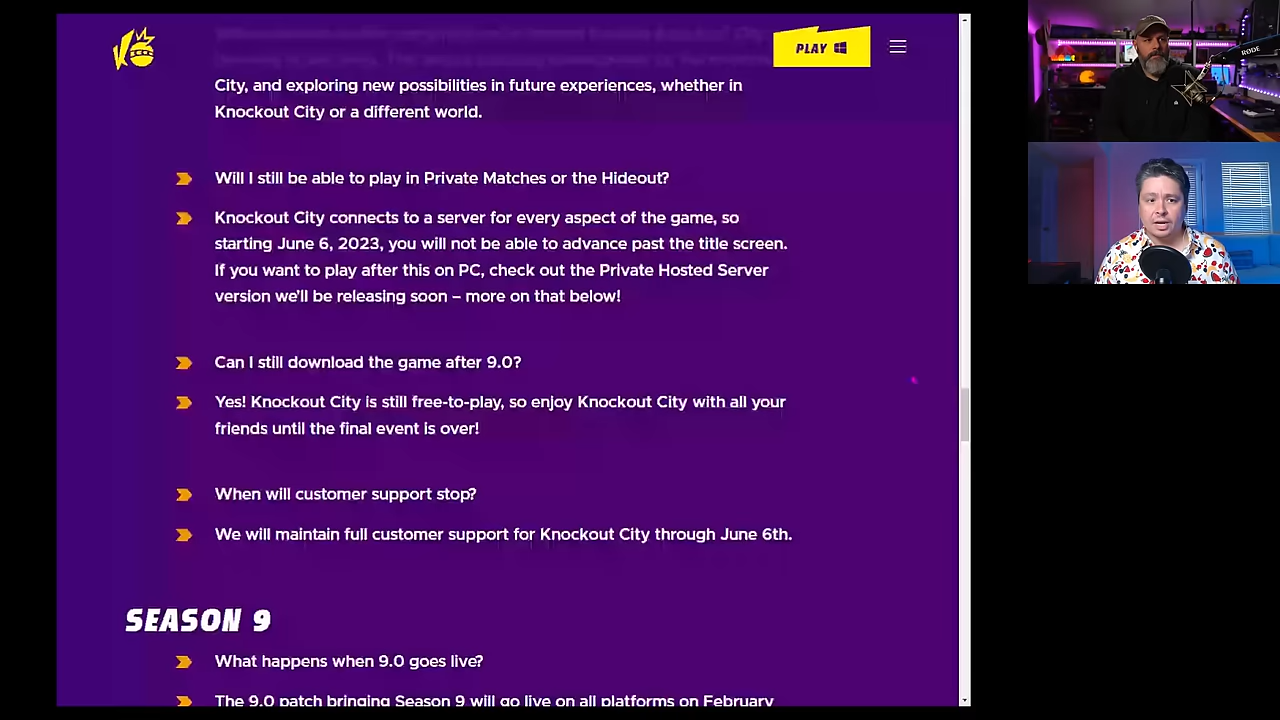 PLAY
City, and exploring new possibilities in future experiences, whether in
Knockout City or a different world.
Will I still be able to play in Private Matches or the Hideout?
Knockout City connects to a server for every aspect of the game, so
starting June 6, 2023, you will not be able to advance past the title screen.
If you want to play after this on PC, check out the Private Hosted Server
version we'll be releasing soon – more on that below!
Can I still download the game after 9.0?
Yes! Knockout City is still free-to-play, so enjoy Knockout City with all your
friends until the final event is over!
When will customer support stop?
We will maintain full customer support for Knockout City through June 6th.
SEASON 9
What happens when 9.0 goes live?
The 9.0 patch bringing Season 9 will go live on all platforms on February
RODE